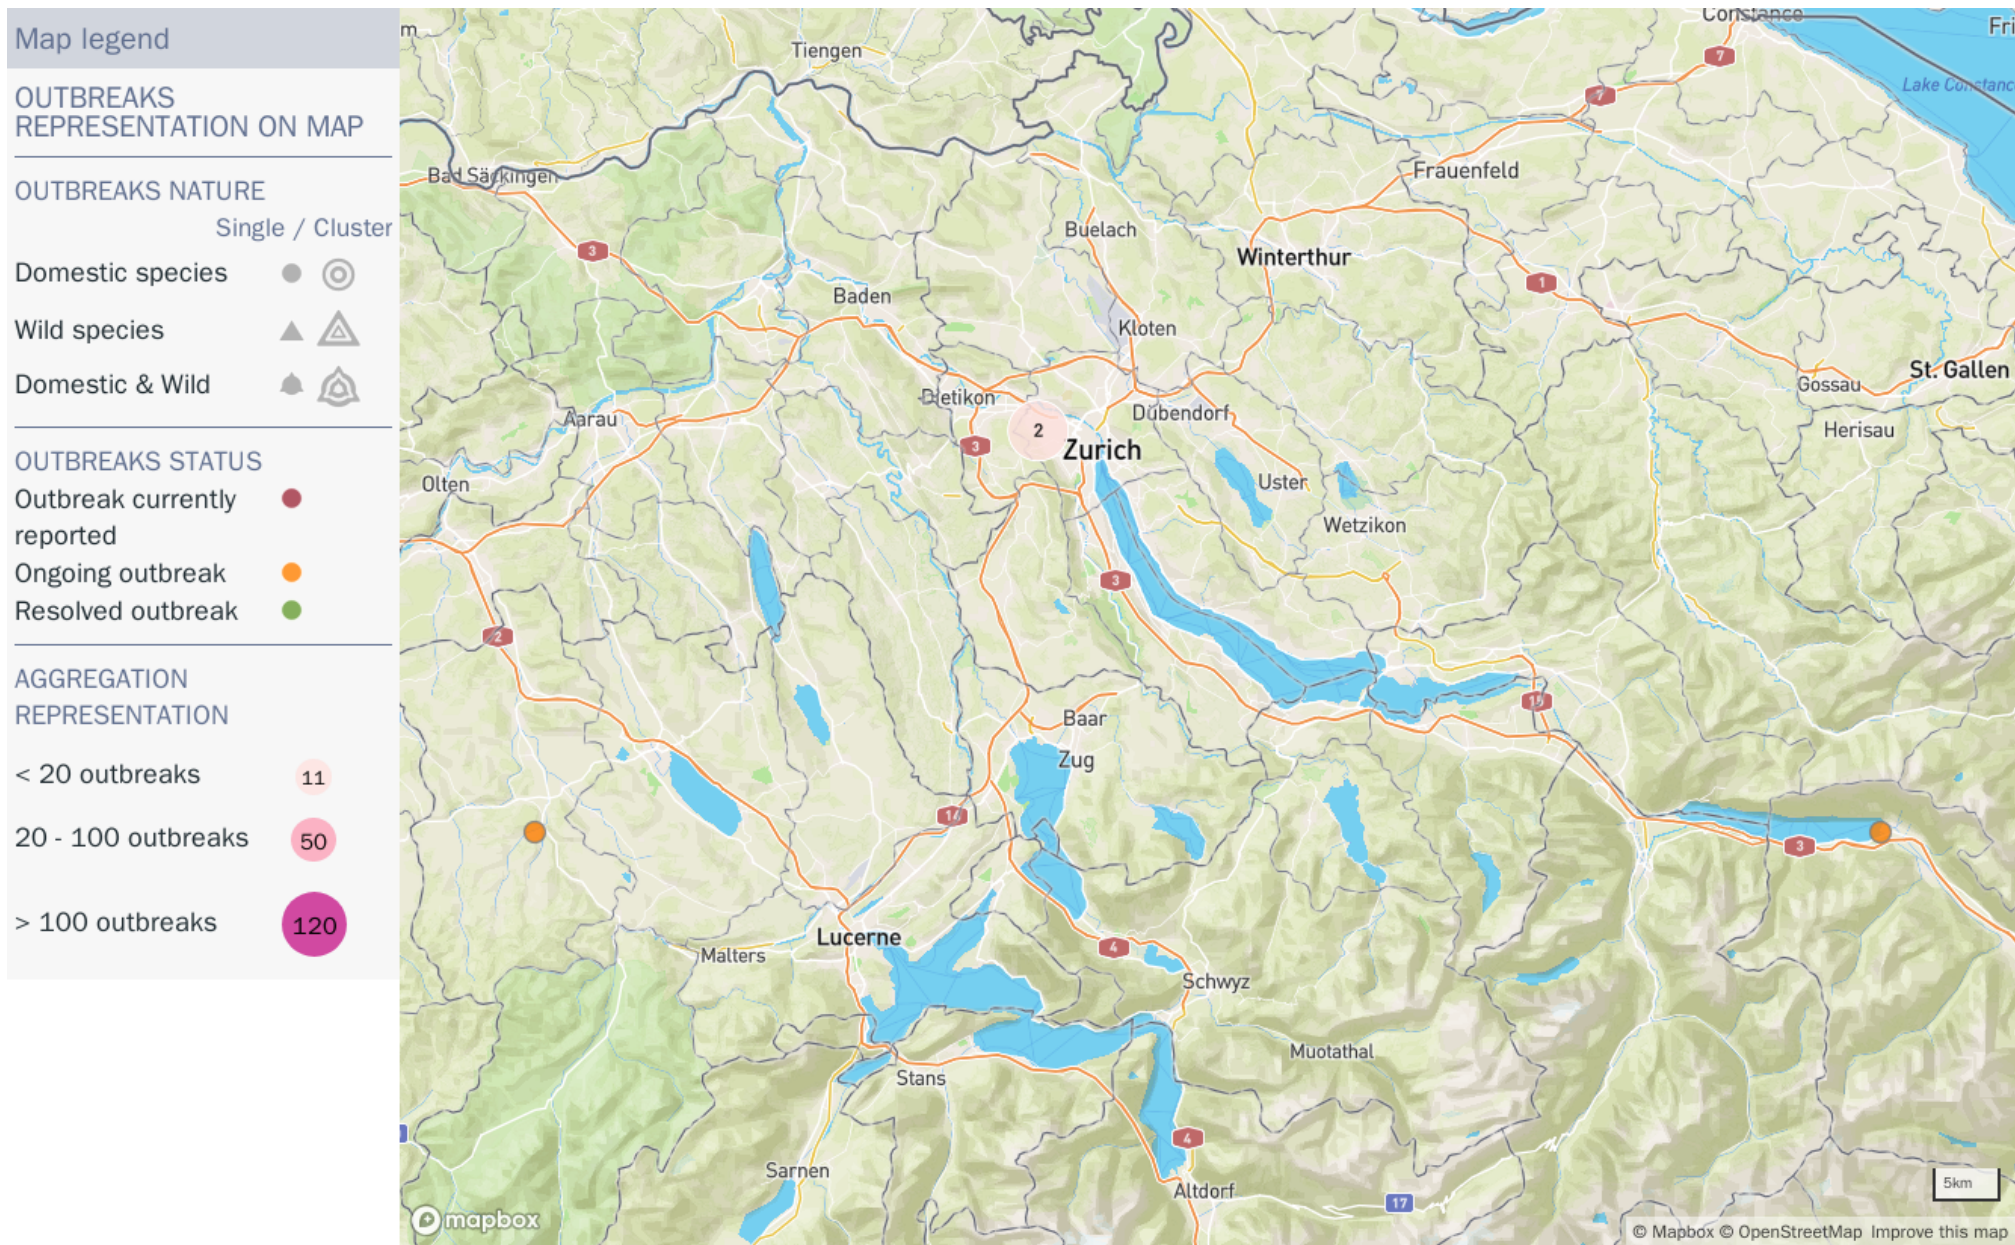 Map legend
OUTBREAKS
REPRESENTATION ON MAP
OUTBREAKS NATURE
Single / Cluster
Domestic species
Wild species
Domestic & Wild
OUTBREAKS STATUS
Outbreak currently
reported
Ongoing outbreak
Resolved outbreak
AGGREGATION
REPRESENTATION
< 20 outbreaks 11
20 - 100 outbreaks 50
> 100 outbreaks 120
Constance
m
Fri
Tiengen
7
Lake Constanc
7
Bad Säckingen
Frauenfeld
Buelach
3
Winterthur
1
Baden
Kloten
St. Gallen
Gossau
Dietikon
Dübendorf
Aarau
2
Herisau
3
Zurich
Olten
Uster
Wetzikon
3
2
Baar
Zug
14
3
Lucerne
4
Malters
Schwyz
Muotathal
Stans
4
Sarnen
Altdorf
5km
17
mapbox
© Mapbox © OpenStreetMap Improve this map